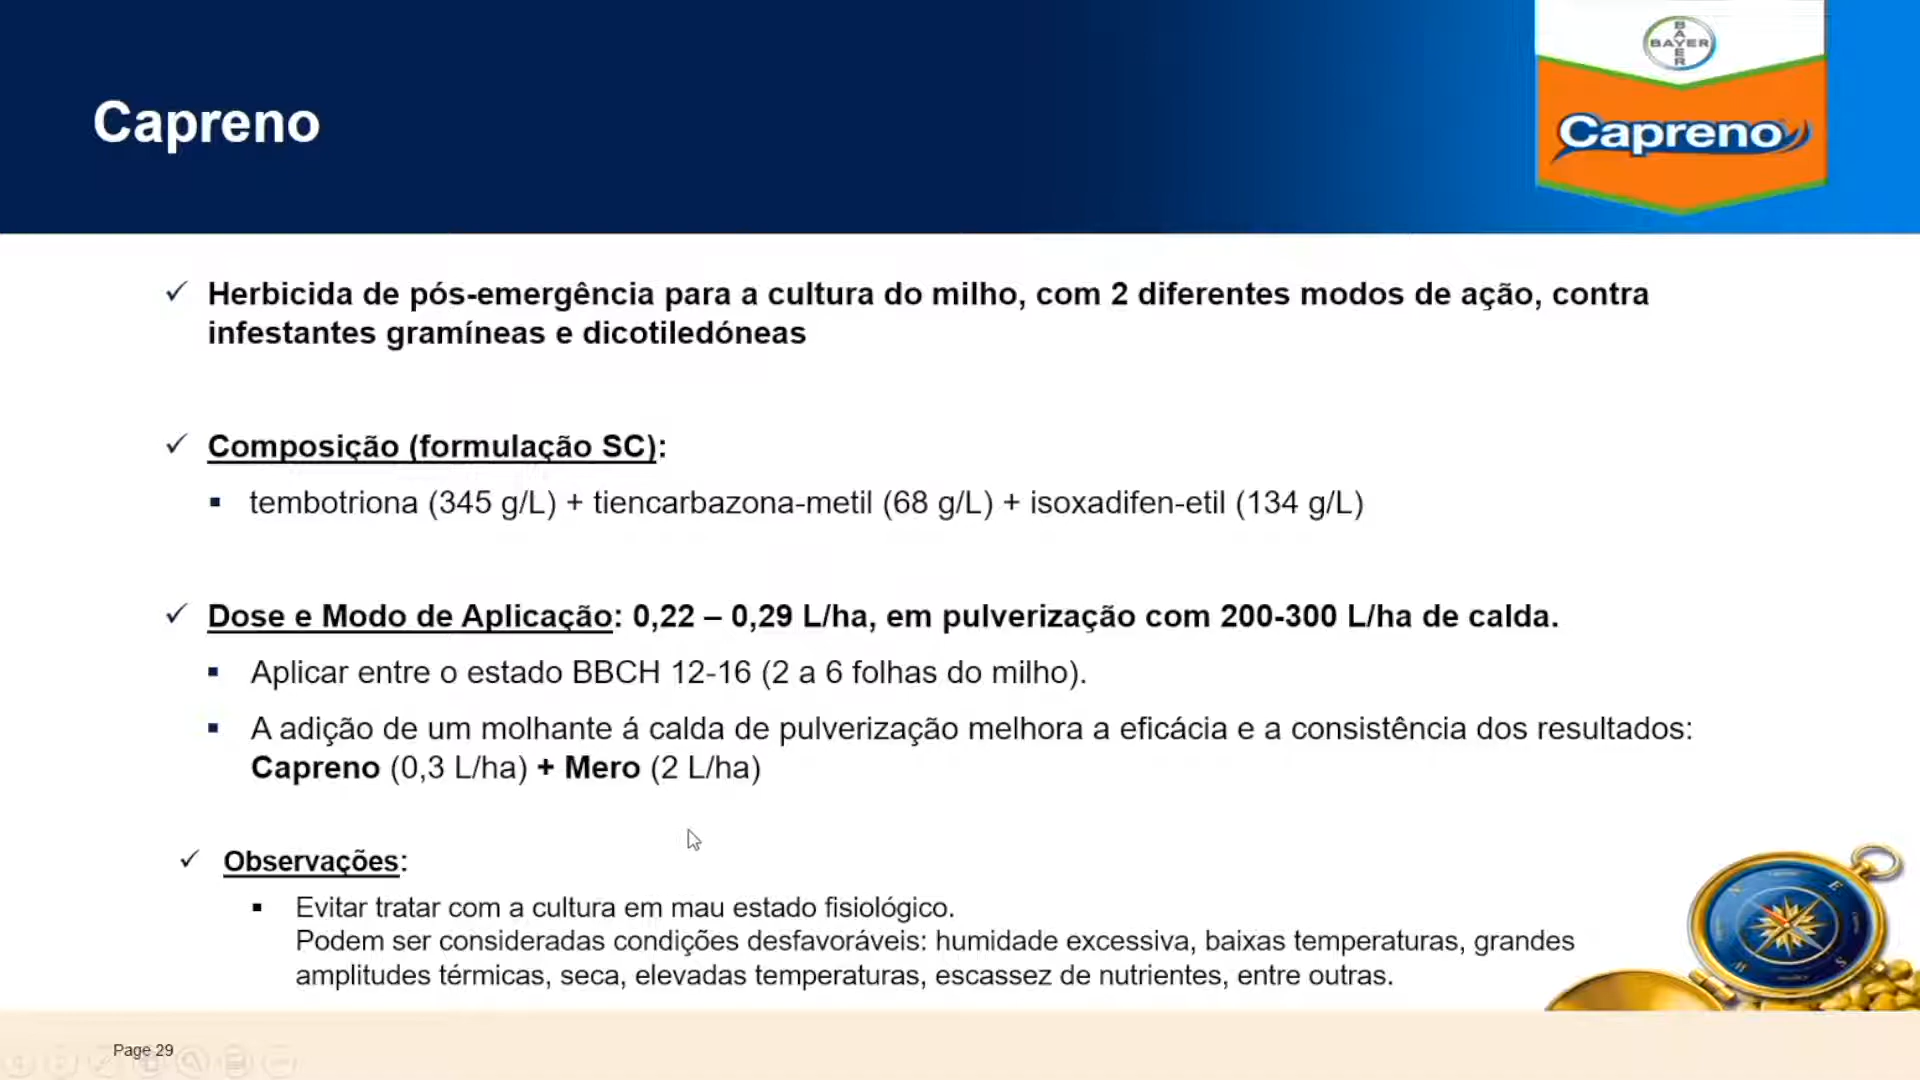 Capreno
BAYER
BAYER
Capreno
✓ Herbicida de pós-emergência para a cultura do milho, com 2 diferentes modos de ação, contra
infestantes gramíneas e dicotiledóneas
✓ Composição (formulação SC):
▪ tembotriona (345 g/L) + tiencarbazona-metil (68 g/L) + isoxadifen-etil (134 g/L)
✓ Dose e Modo de Aplicação: 0,22 – 0,29 L/ha, em pulverização com 200-300 L/ha de calda.
▪ Aplicar entre o estado BBCH 12-16 (2 a 6 folhas do milho).
▪ A adição de um molhante á calda de pulverização melhora a eficácia e a consistência dos resultados:
Capreno (0,3 L/ha) + Mero (2 L/ha)
✓ Observações:
▪ Evitar tratar com a cultura em mau estado fisiológico.
Podem ser consideradas condições desfavoráveis: humidade excessiva, baixas temperaturas, grandes
amplitudes térmicas, seca, elevadas temperaturas, escassez de nutrientes, entre outras.
E
S
W
Page 29